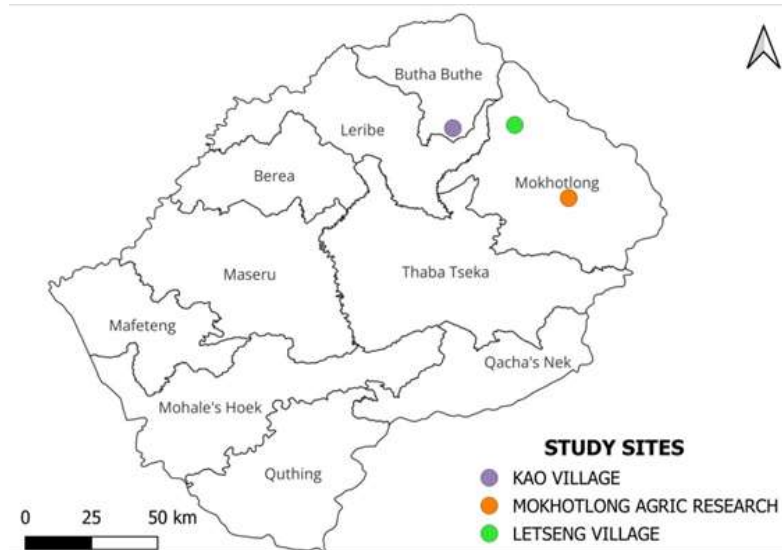 Butha Buthe
Leribe
Berea
Mokhotlong
Maseru
Thaba Tseka
Mafeteng
Qacha's Nek
Mohale's Hoek
Quthing
STUDY SITES
KAO VILLAGE
MOKHOTLONG AGRIC RESEARCH
LETSENG VILLAGE
0 25 50 km